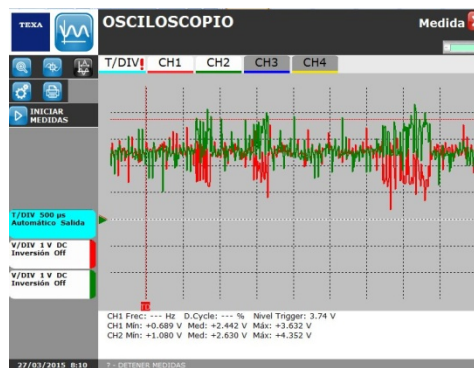 TEXA
OSCILOSCOPIO
Medida
T/DIV! CH1 CH2 CH3 CH4
INICIAR
MEDIDAS
T/DIV 500 µs
Automático Salida
V/DIV 1 V DC
Inversión Off
V/DIV 1 V DC
Inversión Off
TD
CH1 Frec: --- Hz D.Cycle: --- % Nivel Trigger: 3.74 V
CH1 Mín: +0.689 V Med: +2.442 V Máx: +3.632 V
CH2 Mín: +1.080 V Med: +2.630 V Máx: +4.352 V
27/03/2015 8:10
? - DETENER MEDIDAS